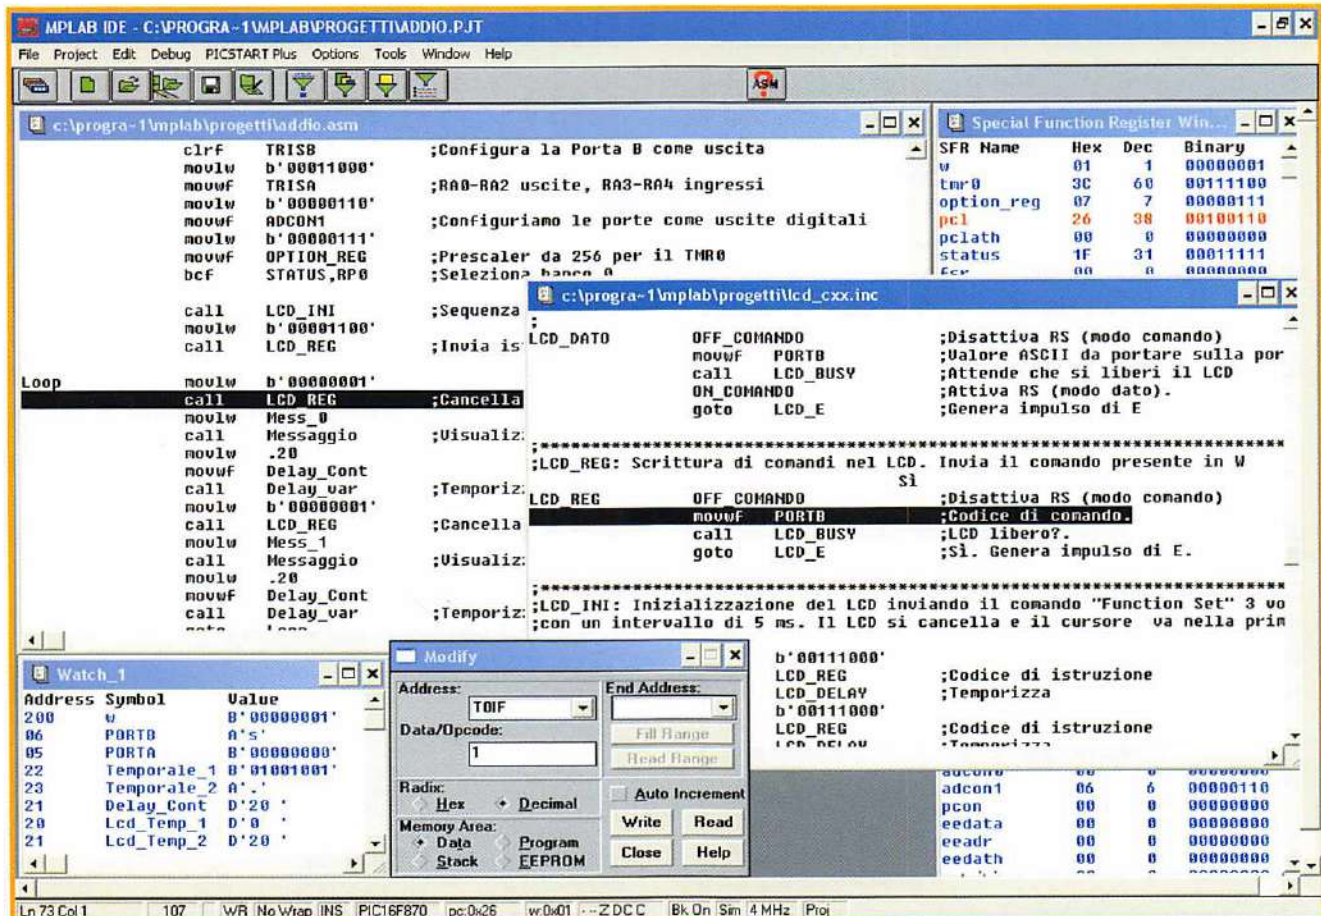 MPLAB IDE - C:\PROGRA~1\MPLAB\PROGETTI\ADDIO.PJT
File Project Edit Debug PICSTART Plus Options Tools Window Help
ASM
c:\progra~1\mplab\progetti\addio.asm
clrf TRISB ;Configura la Porta B come uscita
movlw b'00011000'
movwf TRISA ;RA0-RA2 uscite, RA3-RA4 ingressi
movlw b'00000110'
movwf ADCON1 ;Configuriamo le porte come uscite digitali
movlw b'00000111'
movwf OPTION_REG ;Prescaler da 256 per il TMR0
bcf STATUS,RP0 ;Seleziona banco 0
call LCD_INI ;Sequenza
movlw b'00001100'
call LCD_REG ;Invia is
Loop movlw b'00000001'
call LCD_REG ;Cancella
movlw Mess_0
call Messaggio ;Visualiz
movlw .20
movwf Delay_Cont
call Delay_var ;Temporiz
movlw b'00000001'
call LCD_REG ;Cancella
movlw Mess_1
call Messaggio ;Visualiz
movlw .20
movwf Delay_Cont
call Delay_var ;Temporiz
Special Function Register Win...
SFR Name Hex Dec Binary
w 01 1 00000001
tmr0 3C 60 00111100
option_reg 07 7 00000111
pcl 26 38 00100110
pclath 00 0 00000000
status 1F 31 00011111
fsr 00 0 00000000
c:\progra~1\mplab\progetti\lcd_cxx.inc
;
LCD_DATO OFF_COMANDO ;Disattiva RS (modo comando)
movwf PORTB ;Valore ASCII da portare sulla por
call LCD_BUSY ;Attende che si liberi il LCD
ON_COMANDO ;Attiva RS (modo dato).
goto LCD_E ;Genera impulso di E
;LCD_REG: Scrittura di comandi nel LCD. Invia il comando presente in W
Sì
LCD_REG OFF_COMANDO ;Disattiva RS (modo comando)
movwf PORTB ;Codice di comando.
call LCD_BUSY ;LCD libero?.
goto LCD_E ;Sì. Genera impulso di E.
;LCD_INI: Inizializzazione del LCD inviando il comando "Function Set" 3 vo
;con un intervallo di 5 ms. Il LCD si cancella e il cursore va nella prim
b'00111000'
LCD_REG ;Codice di istruzione
LCD_DELAY ;Temporizza
b'00111000'
LCD_REG ;Codice di istruzione
LCD_DELAY ;Temporizza
Watch_1
Address Symbol Value
200 w B'00000001'
06 PORTB A's'
05 PORTA B'00000000'
22 Temporale_1 B'01001001'
23 Temporale_2 A'.'
21 Delay_Cont D'20 '
20 Lcd_Temp_1 D'0 '
21 Lcd_Temp_2 D'20 '
Modify
Address: End Address:
T0IF
Data/Opcode: Fill Range
1 Read Range
Radix: Auto Increment
Hex Decimal
Memory Area: Write Read
Data Program
Stack EEPROM Close Help
adcon0 00 0 00000000
adcon1 06 6 00000110
pcon 00 0 00000000
eedata 00 0 00000000
eeadr 00 0 00000000
eedath 00 0 00000000
Ln 73 Col 1 107 WR No Wrap INS PIC16F870 pc:0x26 w:0x01 --Z DC C Bk On Sim 4 MHz Proj